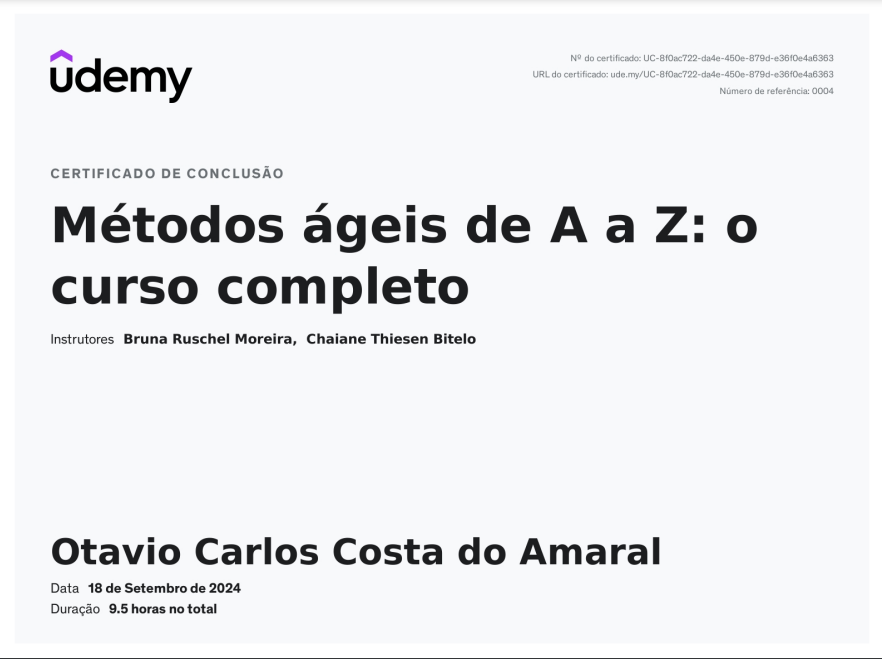 udemy
Nº do certificado: UC-8f0ac722-da4e-450e-879d-e36f0e4a6363
URL do certificado: ude.my/UC-8f0ac722-da4e-450e-879d-e36f0e4a6363
Número de referência: 0004
CERTIFICADO DE CONCLUSÃO
Métodos ágeis de A a Z: o
curso completo
Instrutores Bruna Ruschel Moreira, Chaiane Thiesen Bitelo
Otavio Carlos Costa do Amaral
Data 18 de Setembro de 2024
Duração 9.5 horas no total